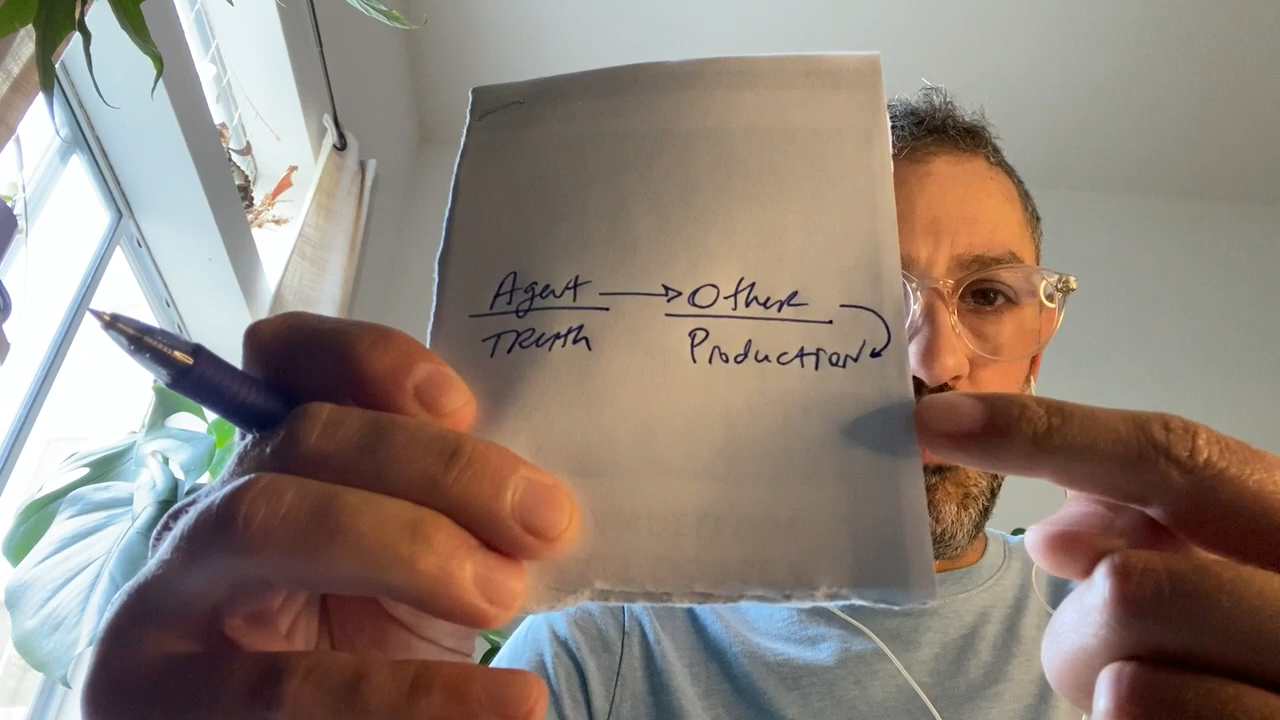 Agent → Other
Truth Production